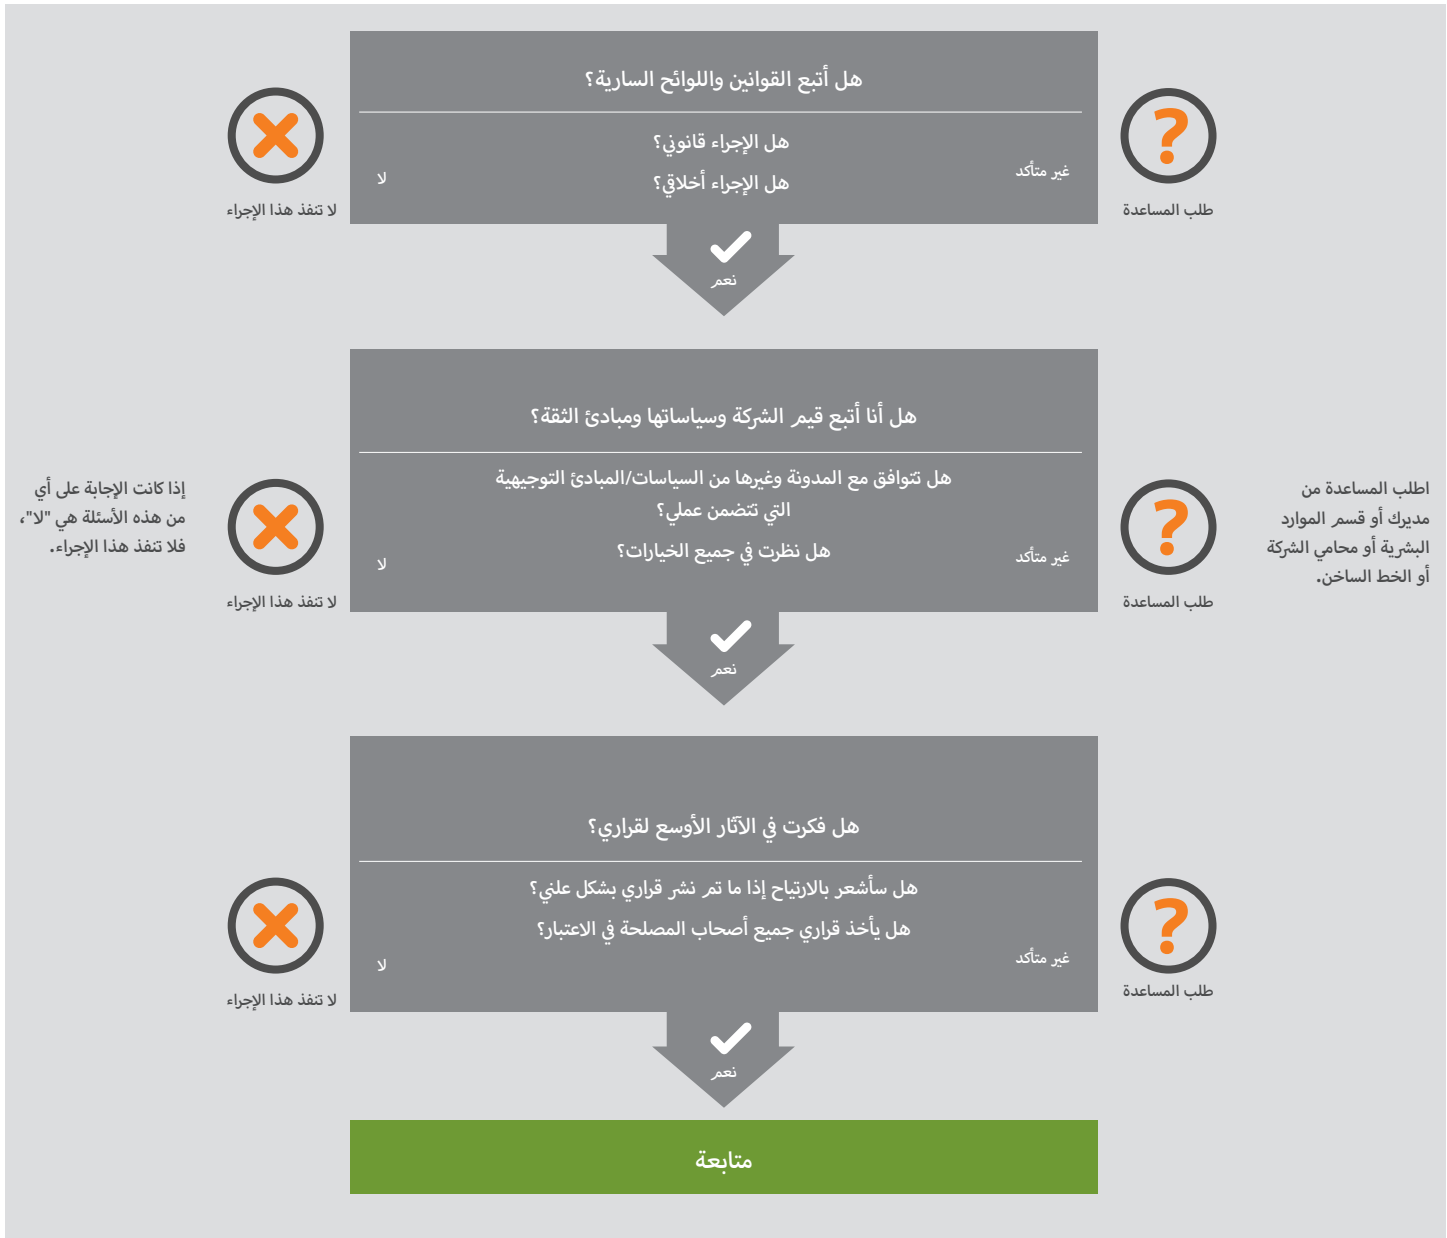 هل أتبع القوانين واللوائح السارية؟
هل الإجراء قانوني؟
هل الإجراء أخلاقي؟
غير متأكد
طلب المساعدة
لا
لا تنفذ هذا الإجراء
نعم
هل أنا أتبع قيم الشركة وسياساتها ومبادئ الثقة؟
هل تتوافق مع المدونة وغيرها من السياسات/المبادئ التوجيهية
التي تتضمن عملي؟
هل نظرت في جميع الخيارات؟
غير متأكد
طلب المساعدة
اطلب المساعدة من
مديرك أو قسم الموارد
البشرية أو محامي الشركة
أو الخط الساخن.
لا
لا تنفذ هذا الإجراء
إذا كانت الإجابة على أي
من هذه الأسئلة هي "لا"،
فلا تنفذ هذا الإجراء.
نعم
هل فكرت في الآثار الأوسع لقراري؟
هل سأشعر بالارتياح إذا ما تم نشر قراري بشكل علني؟
هل يأخذ قراري جميع أصحاب المصلحة في الاعتبار؟
غير متأكد
طلب المساعدة
لا
لا تنفذ هذا الإجراء
نعم
متابعة